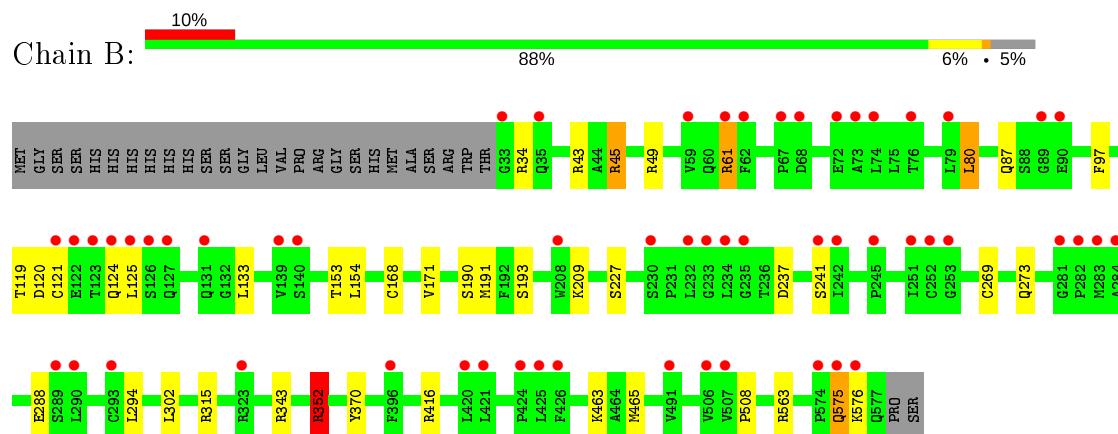 10%
Chain B:
88% 6% • 5%
MET GLY SER SER HIS HIS HIS HIS HIS HIS SER SER GLY LEU VAL PRO ARG GLY SER HIS MET ALA SER ARG TRP THR G33 R34 Q35 R43 A44 R45 R49 V59 Q60 R61 F62 P67 D68 E72 A73 L74 L75 T76 L79 L80 Q87 S88 G89 E90 F97
T119 D120 C121 E122 T123 Q124 L125 S126 Q127 Q131 G132 L133 V139 S140 T153 L154 C168 V171 S190 M191 F192 S193 W208 K209 S227 S230 P231 L232 G233 L234 G235 T236 D237 S241 I242 P245 I251 C252 G253 C269 Q273 G281 P282 M283 A284
E288 S289 L290 C293 L294 L302 R315 R323 R343 R352 Y370 F396 R416 L420 L421 P424 L425 F426 K463 A464 M465 V491 V506 V507 P508 R563 P574 Q575 K576 Q577 PRO SER